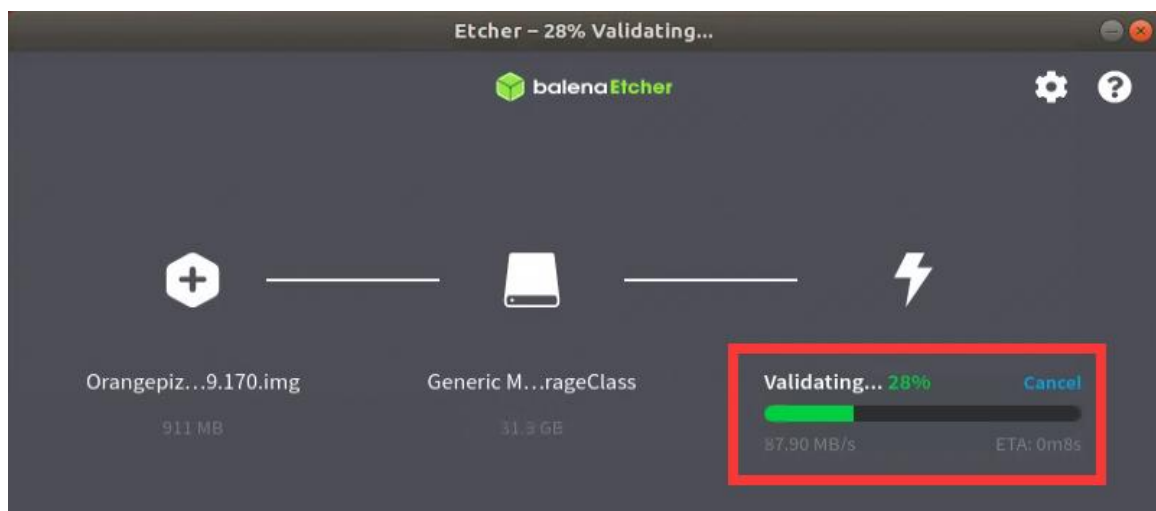 Etcher – 28% Validating...
balenaEtcher
Orangepiz...9.170.img
Generic M...rageClass
Validating... 28%
Cancel
911 MB
31.9 GB
87.90 MB/s
ETA: 0m8s